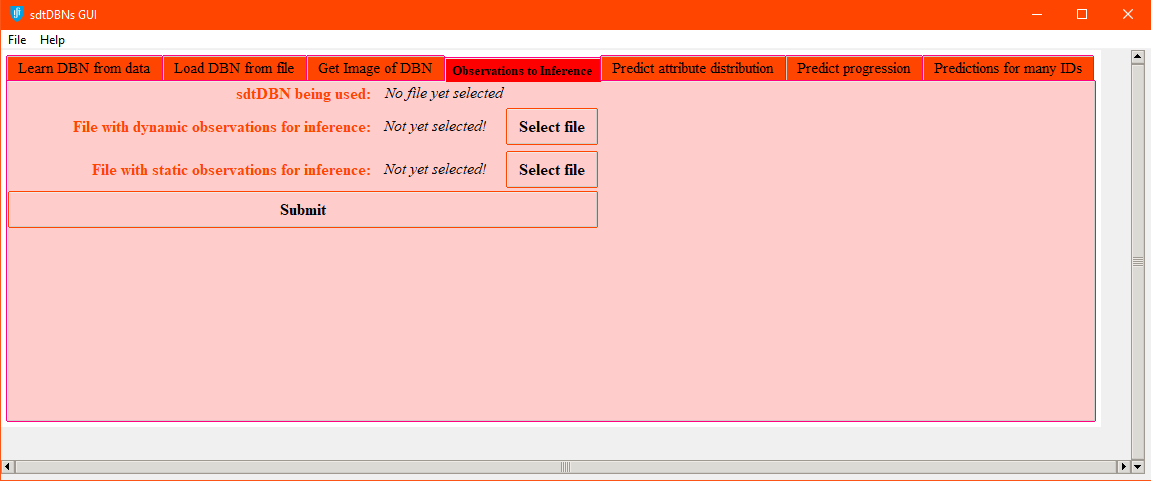 sdtDBNs GUI
File Help
Learn DBN from data Load DBN from file Get Image of DBN Observations to Inference Predict attribute distribution Predict progression Predictions for many IDs
sdtDBN being used: No file yet selected
File with dynamic observations for inference: Not yet selected! Select file
File with static observations for inference: Not yet selected! Select file
Submit